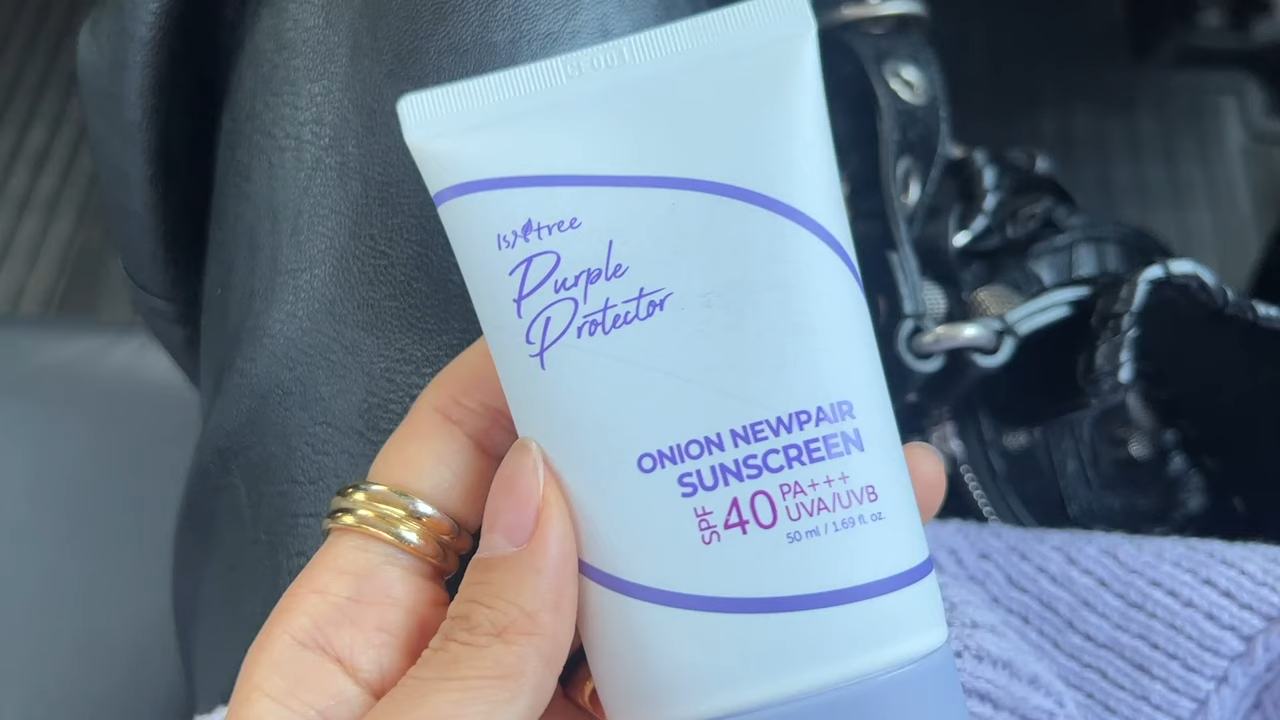 Isntree
Purple
Protector
ONION NEWPAIR
SUNSCREEN
SPF 40 PA+++
UVA/UVB
50 ml / 1.69 fl. oz.